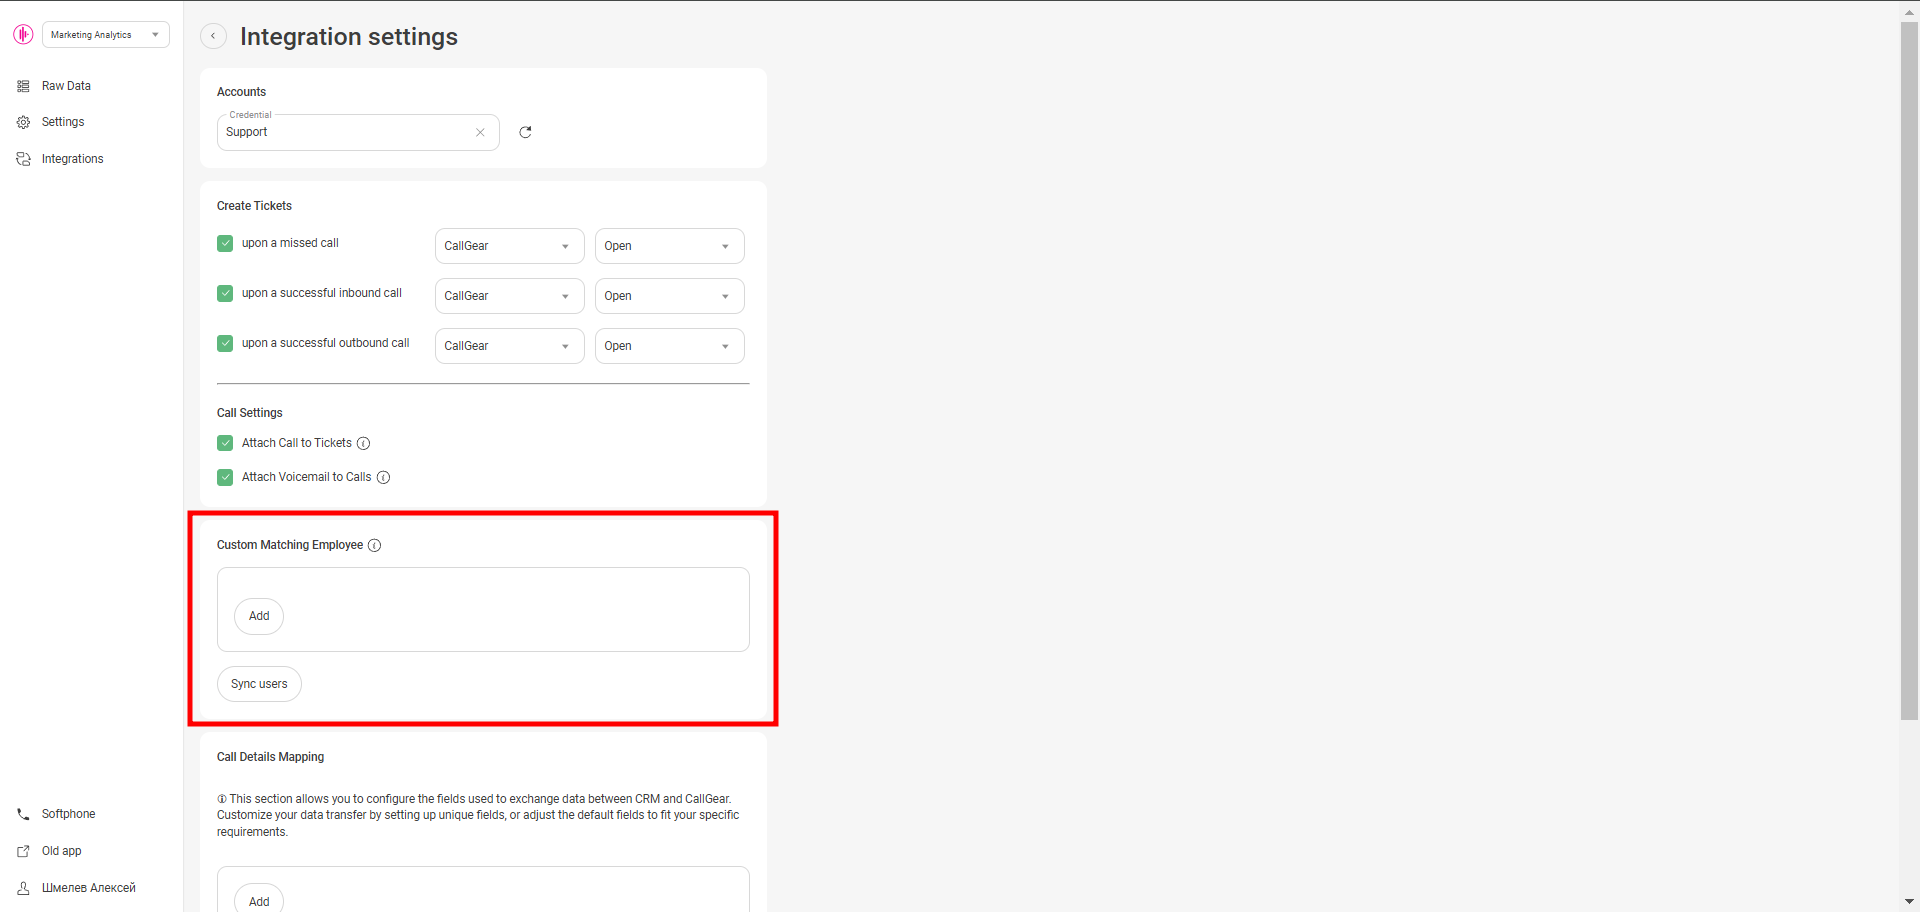 Marketing Analytics
Raw Data
Settings
Integrations
Softphone
Old app
Шмелев Алексей
Integration settings
Accounts
Credential
Support
Create Tickets
upon a missed call CallGear Open
upon a successful inbound call CallGear Open
upon a successful outbound call CallGear Open
Call Settings
Attach Call to Tickets
Attach Voicemail to Calls
Custom Matching Employee
Add
Sync users
Call Details Mapping
This section allows you to configure the fields used to exchange data between CRM and CallGear.
Customize your data transfer by setting up unique fields, or adjust the default fields to fit your specific
requirements.
Add